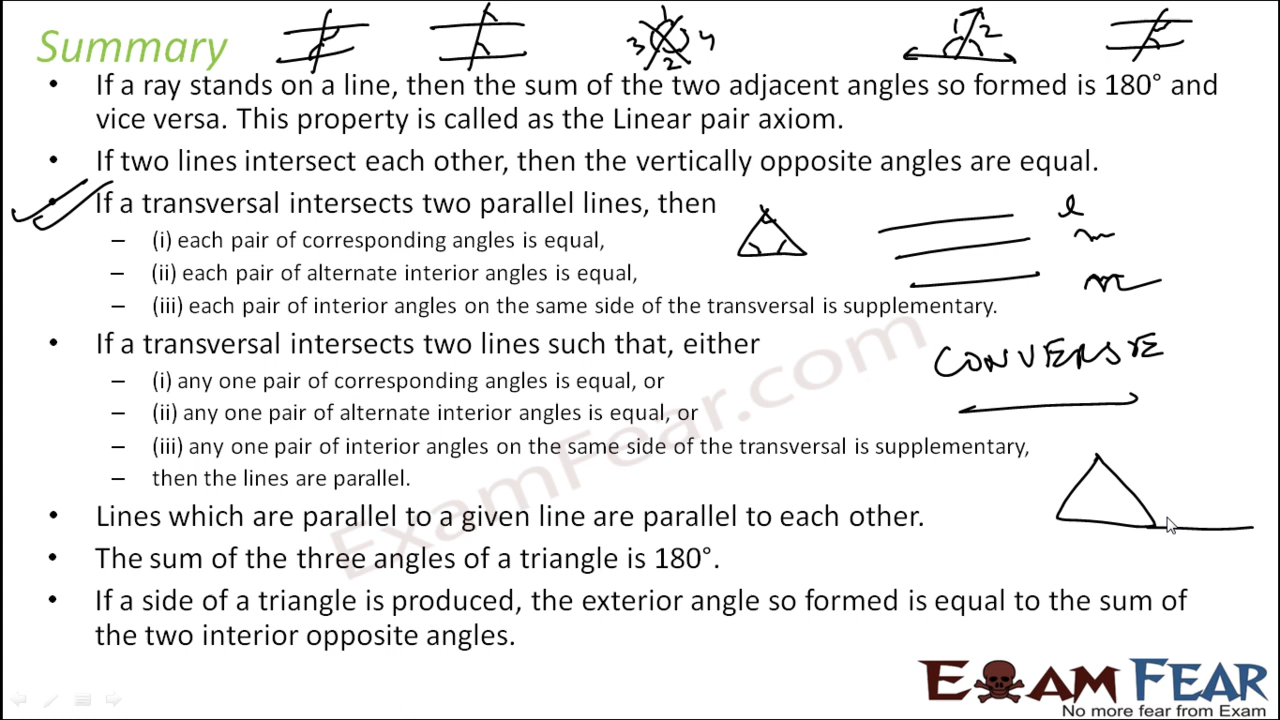 Summary
3 1 2 4
1 2
• If a ray stands on a line, then the sum of the two adjacent angles so formed is 180° and
vice versa. This property is called as the Linear pair axiom.
• If two lines intersect each other, then the vertically opposite angles are equal.
• If a transversal intersects two parallel lines, then
– (i) each pair of corresponding angles is equal,
– (ii) each pair of alternate interior angles is equal,
– (iii) each pair of interior angles on the same side of the transversal is supplementary.
l
m
n
• If a transversal intersects two lines such that, either
CONVERSE
– (i) any one pair of corresponding angles is equal, or
– (ii) any one pair of alternate interior angles is equal, or
– (iii) any one pair of interior angles on the same side of the transversal is supplementary,
– then the lines are parallel.
• Lines which are parallel to a given line are parallel to each other.
• The sum of the three angles of a triangle is 180°.
• If a side of a triangle is produced, the exterior angle so formed is equal to the sum of
the two interior opposite angles.
ExamFear.com
EXAM FEAR
No more fear from Exam